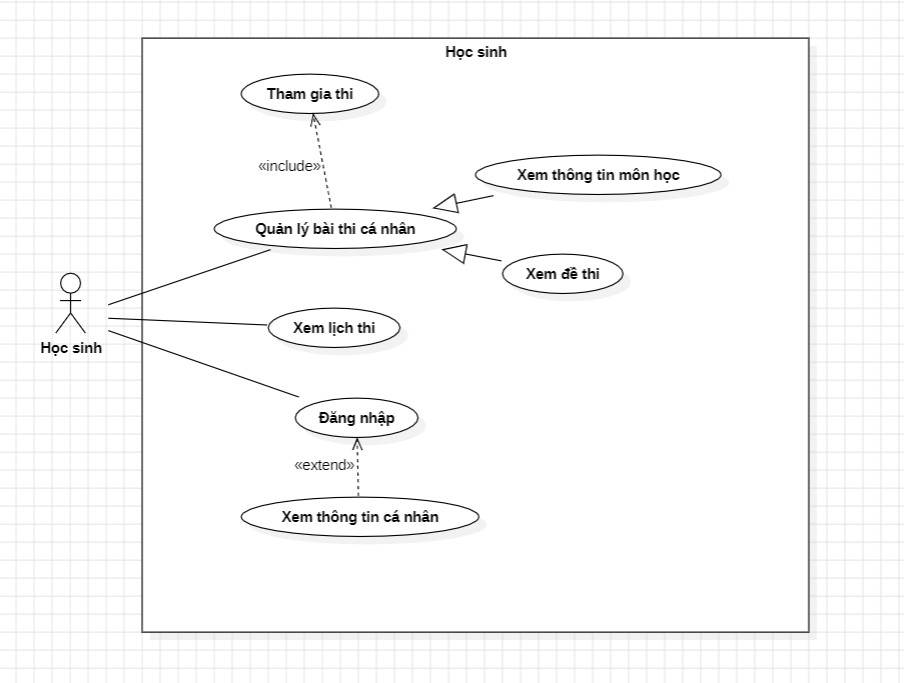 Học sinh
Tham gia thi
«include»
Xem thông tin môn học
Quản lý bài thi cá nhân
Xem đề thi
Xem lịch thi
Học sinh
Đăng nhập
«extend»
Xem thông tin cá nhân